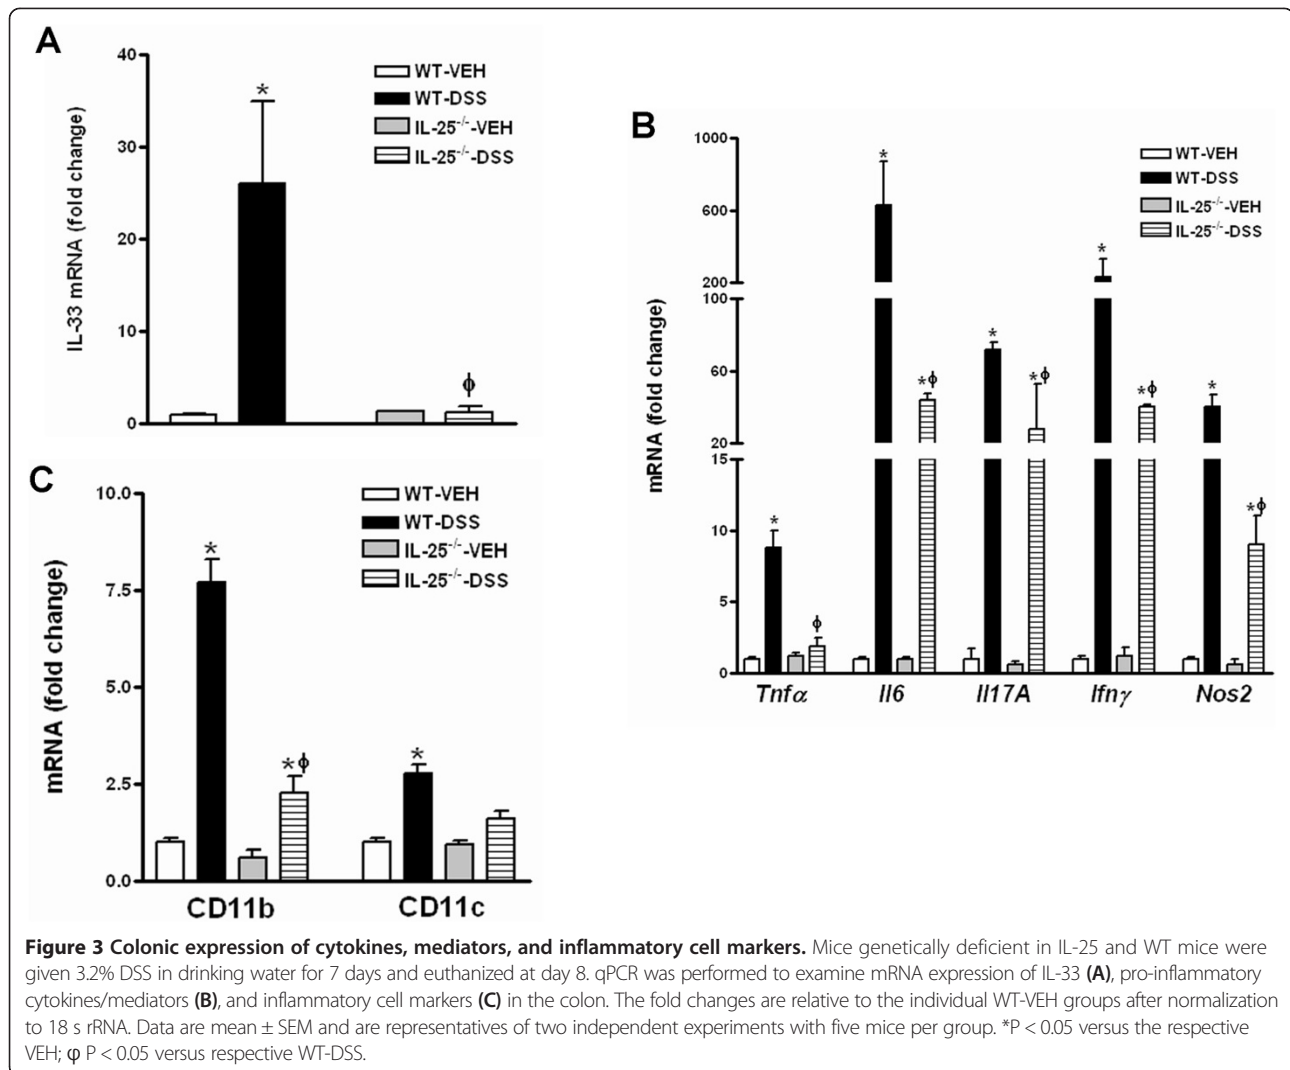 A
IL-33 mRNA (fold change)
40
30
20
10
0
*
ϕ
WT-VEH
WT-DSS
IL-25-/--VEH
IL-25-/--DSS
B
mRNA (fold change)
1000
600
200
100
60
20
15
10
5
0
*
ϕ
*
*ϕ
*
*ϕ
*
*ϕ
*
*ϕ
WT-VEH
WT-DSS
IL-25-/--VEH
IL-25-/--DSS
Tnfα Il6 Il17A Ifnγ Nos2
C
mRNA (fold change)
10.0
7.5
5.0
2.5
0.0
*
*ϕ
*
WT-VEH
WT-DSS
IL-25-/--VEH
IL-25-/--DSS
CD11b CD11c
Figure 3 Colonic expression of cytokines, mediators, and inflammatory cell markers. Mice genetically deficient in IL-25 and WT mice were
given 3.2% DSS in drinking water for 7 days and euthanized at day 8. qPCR was performed to examine mRNA expression of IL-33 (A), pro-inflammatory
cytokines/mediators (B), and inflammatory cell markers (C) in the colon. The fold changes are relative to the individual WT-VEH groups after normalization
to 18 s rRNA. Data are mean ± SEM and are representatives of two independent experiments with five mice per group. *P < 0.05 versus the respective
VEH; φ P < 0.05 versus respective WT-DSS.